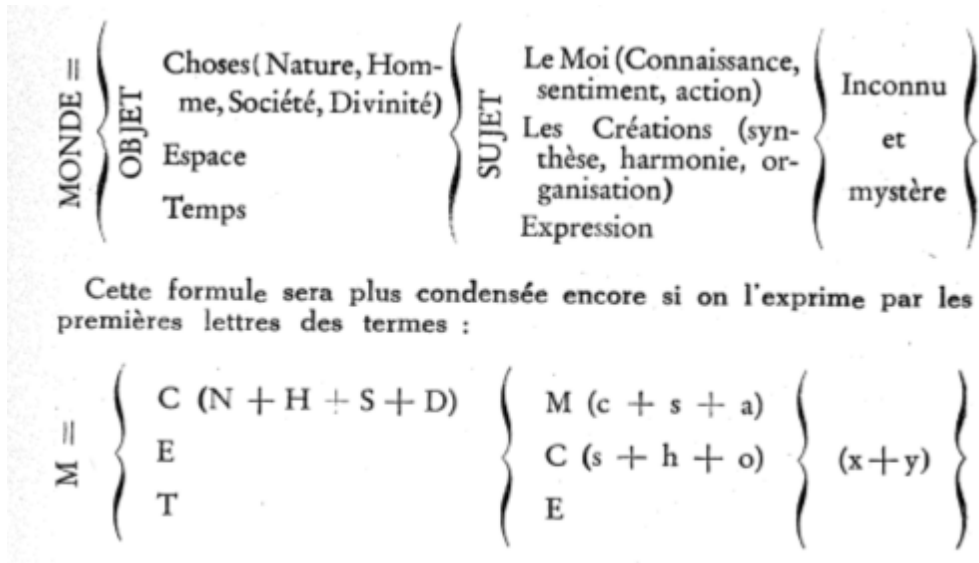 MONDE =
OBJET
Choses (Nature, Hom-
me, Société, Divinité)
Espace
Temps
SUJET
Le Moi (Connaissance,
sentiment, action)
Les Créations (syn-
thèse, harmonie, or-
ganisation)
Expression
Inconnu
et
mystère
Cette formule sera plus condensée encore si on l'exprime par les
premières lettres des termes :
M =
C (N + H + S + D)
E
T
M (c + s + a)
C (s + h + o)
E
(x+y)